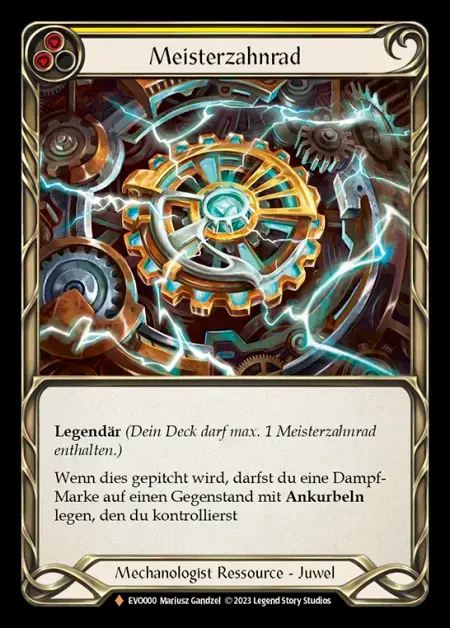 Meisterzahnrad
Legendär (Dein Deck darf max. 1 Meisterzahnrad
enthalten.)
Wenn dies gepitcht wird, darfst du eine Dampf-
Marke auf einen Gegenstand mit Ankurbeln
legen, den du kontrollierst
Mechanologist Ressource - Juwel
EVO000 Mariusz Gandzel ©2023 Legend Story Studios